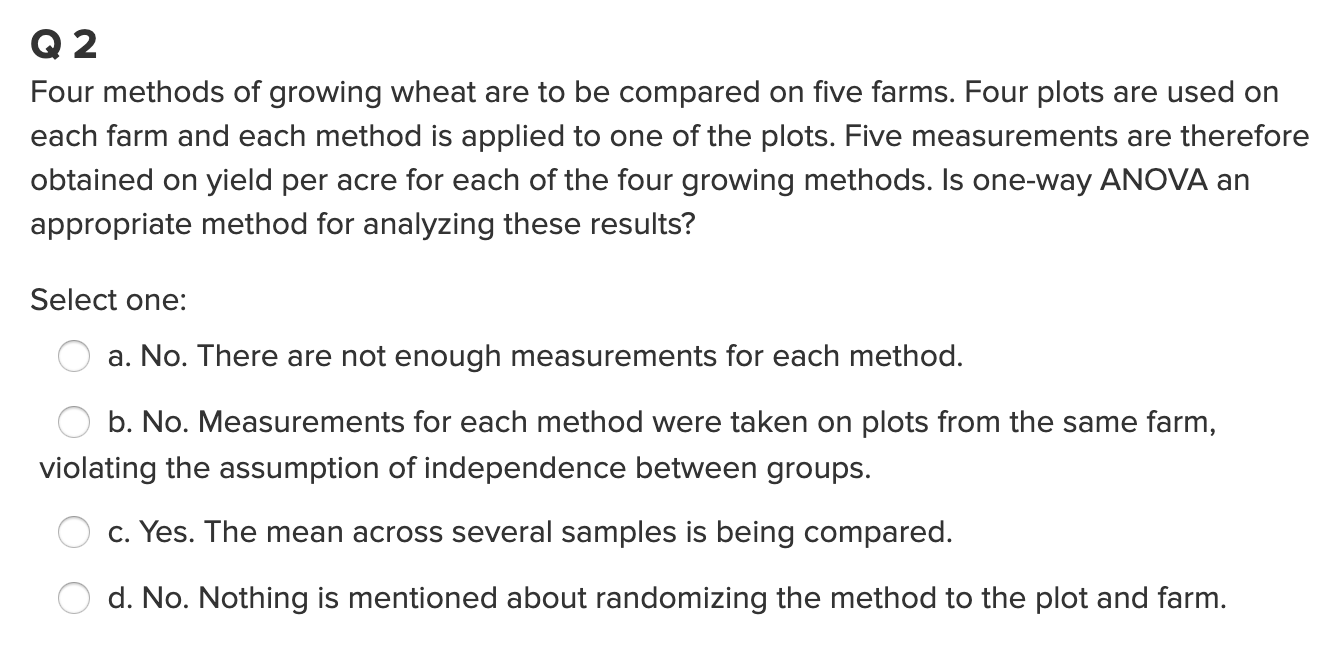 Q 2
Four methods of growing wheat are to be compared on five farms. Four plots are used on
each farm and each method is applied to one of the plots. Five measurements are therefore
obtained on yield per acre for each of the four growing methods. Is one-way ANOVA an
appropriate method for analyzing these results?
Select one:
a. No. There are not enough measurements for each method.
b. No. Measurements for each method were taken on plots from the same farm,
violating the assumption of independence between groups.
c. Yes. The mean across several samples is being compared.
d. No. Nothing is mentioned about randomizing the method to the plot and farm.